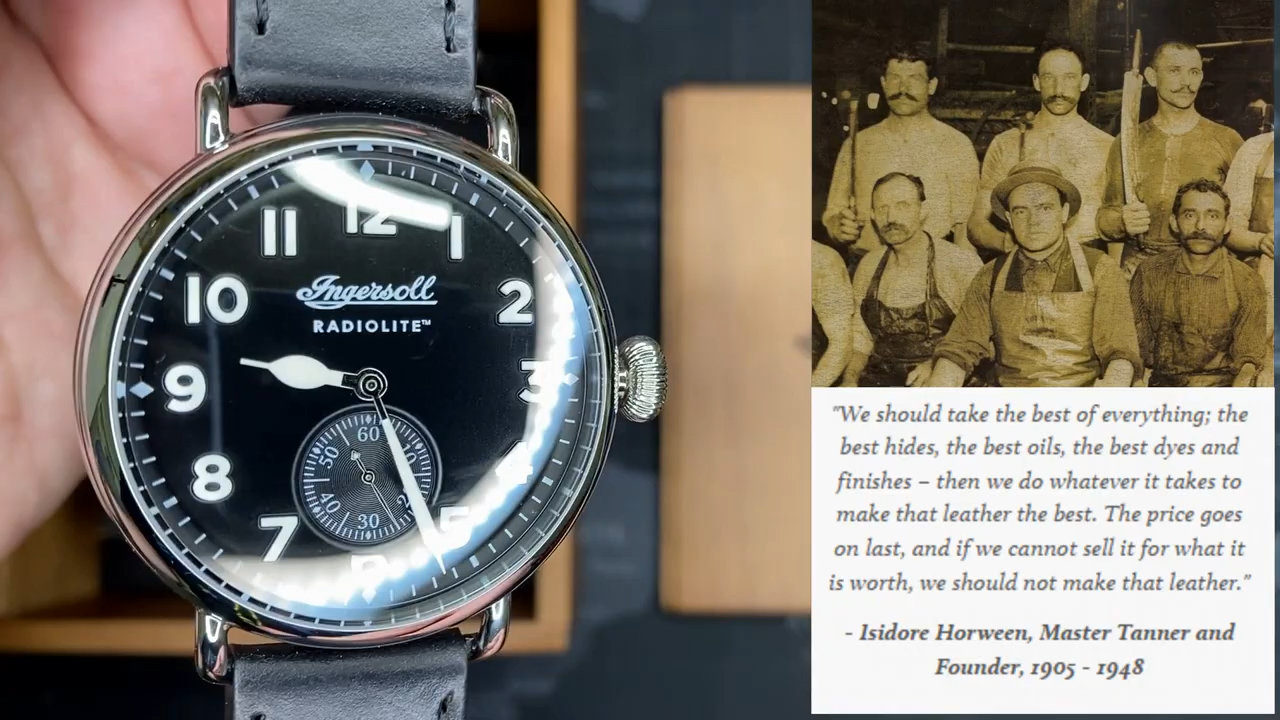 12
11
1
10
2
Ingersoll
RADIOLITE™
9
3
60
50
40
30
8
5
7
"We should take the best of everything; the
best hides, the best oils, the best dyes and
finishes – then we do whatever it takes to
make that leather the best. The price goes
on last, and if we cannot sell it for what it
is worth, we should not make that leather."
- Isidore Horween, Master Tanner and
Founder, 1905 - 1948